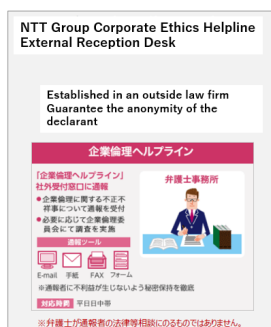 NTT Group Corporate Ethics Helpline
External Reception Desk
Established in an outside law firm
Guarantee the anonymity of the
declarant
企業倫理ヘルプライン
「企業倫理ヘルプライン」
社外受付窓口に通報
●企業倫理に関する不正不
祥事について通報を受付
●必要に応じて企業倫理委
員会にて調査を実施
弁護士事務所
通報ツール
E-mail 手紙 FAX フォーム
※通報者に不利益が生じないよう秘密保持を徹底
対応時間 平日日中帯
※弁護士が通報者の法律等相談にのるものではありません。